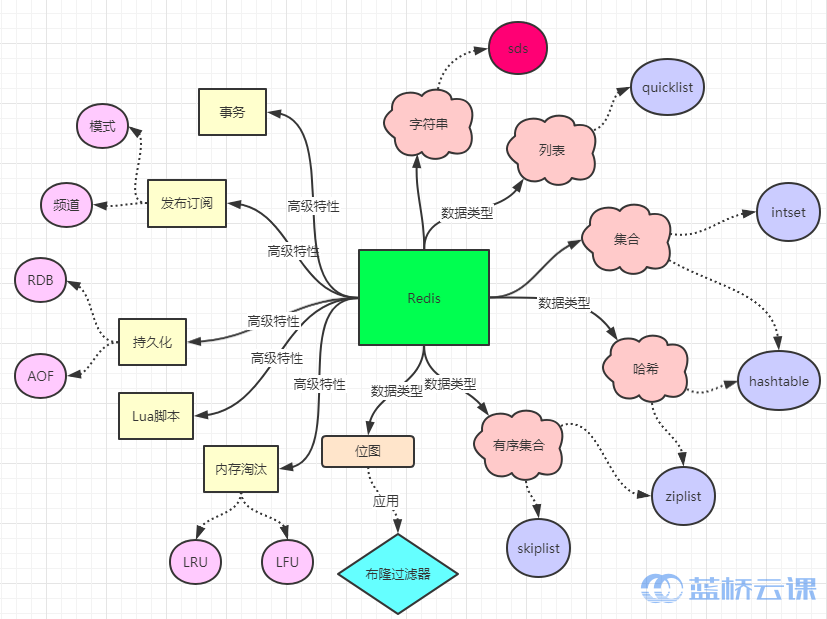 sds
quicklist
字符串
列表
事务
模式
频道
发布订阅
高级特性
数据类型
intset
集合
高级特性
RDB
Redis
数据类型
高级特性
持久化
AOF
高级特性
哈希
hashtable
高级特性
数据类型
数据类型
Lua脚本
位图
有序集合
内存淘汰
应用
ziplist
skiplist
LRU
LFU
布隆过滤器
蓝桥云课